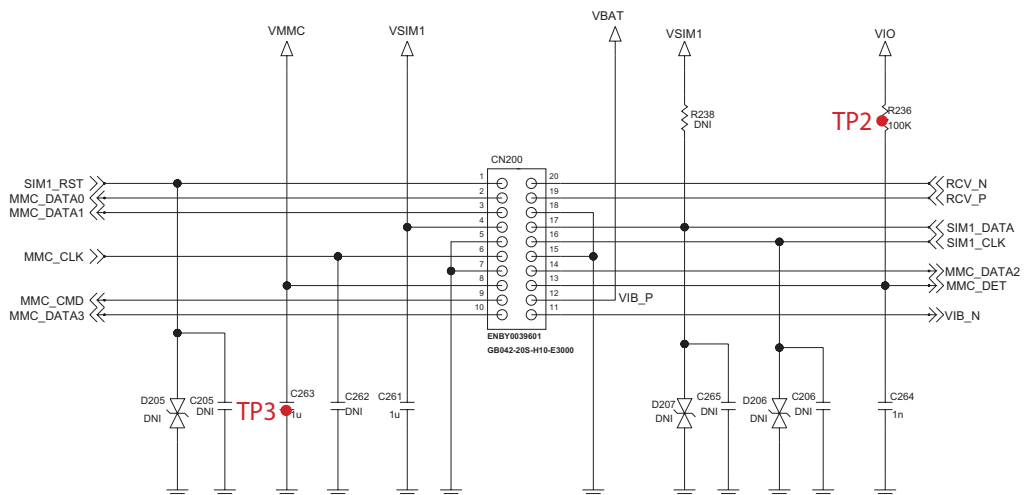 VMMC
VSIM1
VBAT
VSIM1
VIO
R238
DNI
TP2
R236
100K
CN200
SIM1_RST
1
20
RCV_N
MMC_DATA0
2
19
RCV_P
MMC_DATA1
3
18
4
17
SIM1_DATA
5
16
SIM1_CLK
MMC_CLK
6
15
7
14
MMC_DATA2
8
13
MMC_DET
MMC_CMD
9
12
VIB_P
MMC_DATA3
10
11
VIB_N
ENBY0039601
GB042-20S-H10-E3000
D205
DNI
C205
DNI
TP3
C263
1u
C262
DNI
C261
1u
D207
DNI
C265
DNI
D206
DNI
C206
DNI
C264
1n